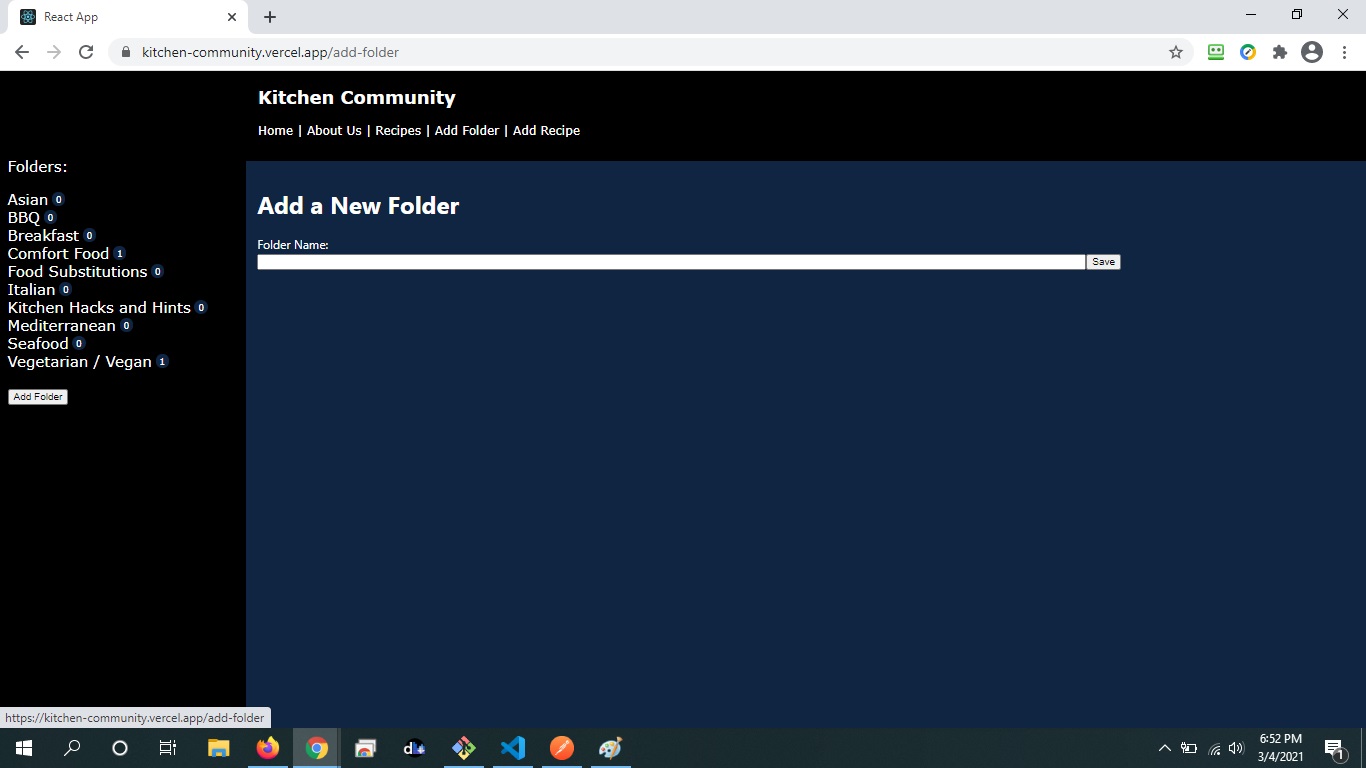 React App
kitchen-community.vercel.app/add-folder
Kitchen Community
Home | About Us | Recipes | Add Folder | Add Recipe
Folders:
Asian 0
BBQ 0
Breakfast 0
Comfort Food 1
Food Substitutions 0
Italian 0
Kitchen Hacks and Hints 0
Mediterranean 0
Seafood 0
Vegetarian / Vegan 1
Add Folder
Add a New Folder
Folder Name:
Save
https://kitchen-community.vercel.app/add-folder
6:52 PM
3/4/2021
1